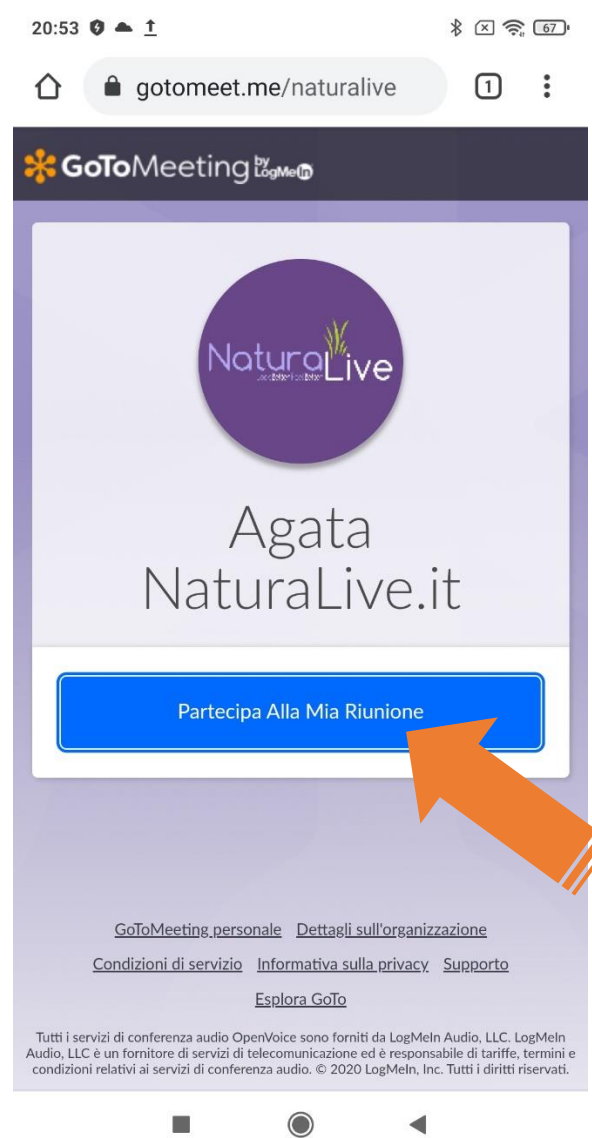 20:53
67
gotomeet.me/naturalive
1
GoToMeeting by LogMeIn
NaturaLive
Agata
NaturaLive.it
Partecipa Alla Mia Riunione
GoToMeeting personale Dettagli sull'organizzazione
Condizioni di servizio Informativa sulla privacy Supporto
Esplora GoTo
Tutti i servizi di conferenza audio OpenVoice sono forniti da LogMeIn Audio, LLC. LogMeIn
Audio, LLC è un fornitore di servizi di telecomunicazione ed è responsabile di tariffe, termini e
condizioni relativi ai servizi di conferenza audio. © 2020 LogMeIn, Inc. Tutti i diritti riservati.